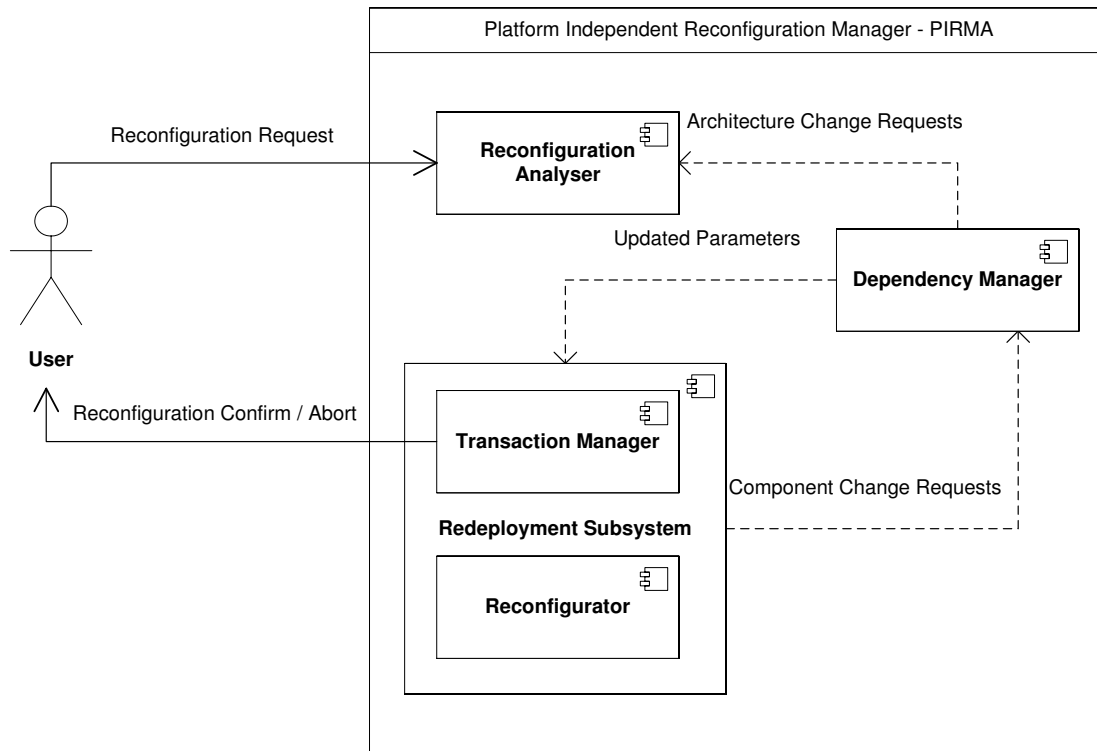 Platform Independent Reconfiguration Manager - PIRMA
Reconfiguration Request
Reconfiguration
Analyser
Architecture Change Requests
Updated Parameters
Dependency Manager
User
Reconfiguration Confirm / Abort
Transaction Manager
Component Change Requests
Redeployment Subsystem
Reconfigurator